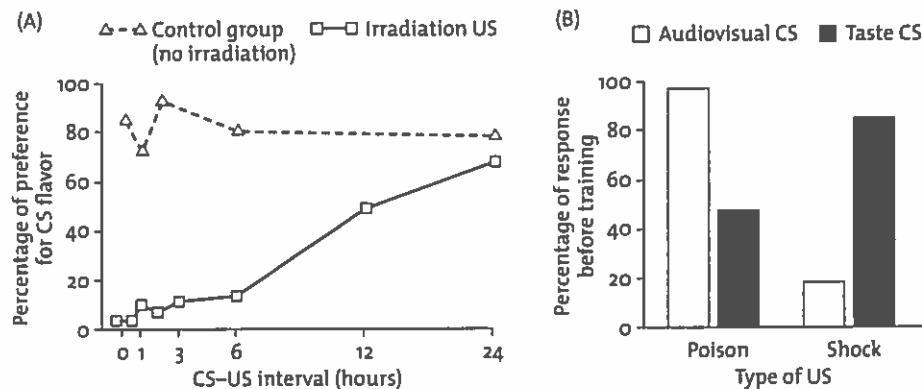 (A)
Control group
(no irradiation)
Irradiation US
Percentage of preference
for CS flavor
100
80
60
40
20
0
0 1 3 6 12 24
CS–US interval (hours)
(B)
Audiovisual CS
Taste CS
Percentage of response
before training
100
80
60
40
20
0
Poison Shock
Type of US